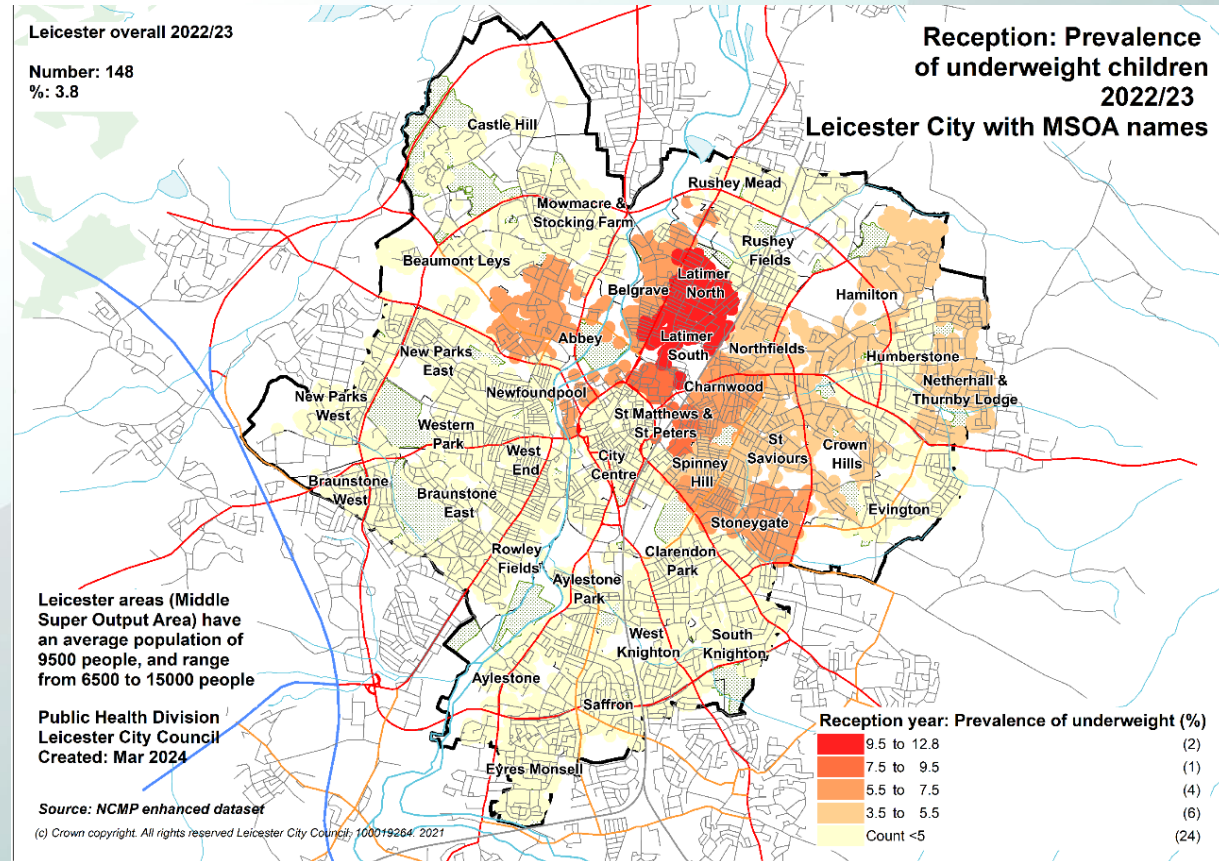 Leicester overall 2022/23
Number: 148
%: 3.8
Reception: Prevalence
of underweight children
2022/23
Leicester City with MSOA names
Castle Hill
Rushey Mead
Mowmacre &
Stocking Farm
Rushey
Fields
Beaumont Leys
Latimer
North
Belgrave
Hamilton
Abbey
Latimer
South
Northfields
New Parks
East
Humberstone
Newfoundpool
Charnwood
Netherhall &
Thurnby Lodge
New Parks
West
St Matthews &
St Peters
Western
Park
St
Saviours
Crown
Hills
West
End
City
Centre
Spinney
Hill
Braunstone
West
Braunstone
East
Evington
Stoneygate
Rowley
Fields
Clarendon
Park
Aylestone
Park
West
Knighton
South
Knighton
Aylestone
Saffron
Eyres Monsell
Leicester areas (Middle
Super Output Area) have
an average population of
9500 people, and range
from 6500 to 15000 people
Public Health Division
Leicester City Council
Created: Mar 2024
Source: NCMP enhanced dataset
(c) Crown copyright. All rights reserved Leicester City Council, 100019264. 2021
Reception year: Prevalence of underweight (%)
9.5 to 12.8 (2)
7.5 to 9.5 (1)
5.5 to 7.5 (4)
3.5 to 5.5 (6)
Count <5 (24)